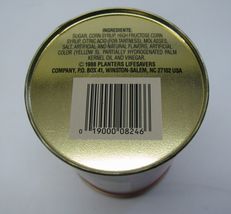 INGREDIENTS:
SUGAR, CORN SYRUP, HIGH FRUCTOSE CORN
SYRUP, CITRIC ACID (FOR TARTNESS), MOLASSES,
SALT, ARTIFICIAL AND NATURAL FLAVORS, ARTIFICIAL
COLOR (YELLOW 5), PARTIALLY HYDROGENATED PALM
KERNEL OIL AND VINEGAR.
© 1988 PLANTERS LIFESAVERS
COMPANY, P.O. BOX 41, WINSTON-SALEM, NC 27102 USA
0 19000 08246